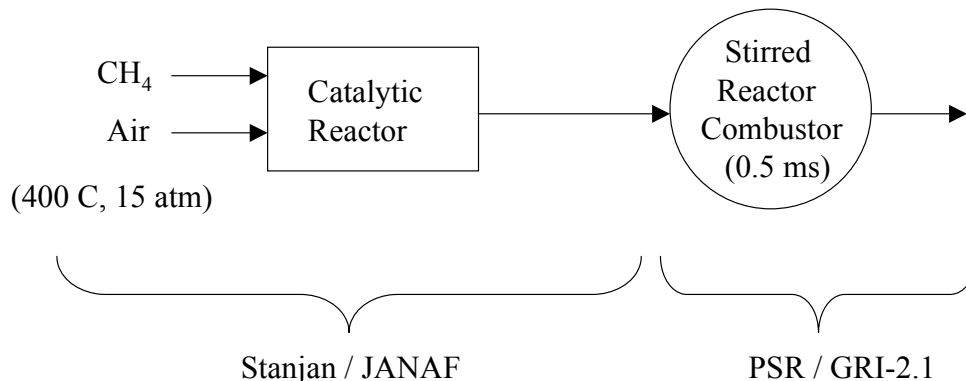 CH4
Air
(400 C, 15 atm)
Catalytic
Reactor
Stirred
Reactor
Combustor
(0.5 ms)
Stanjan / JANAF
PSR / GRI-2.1